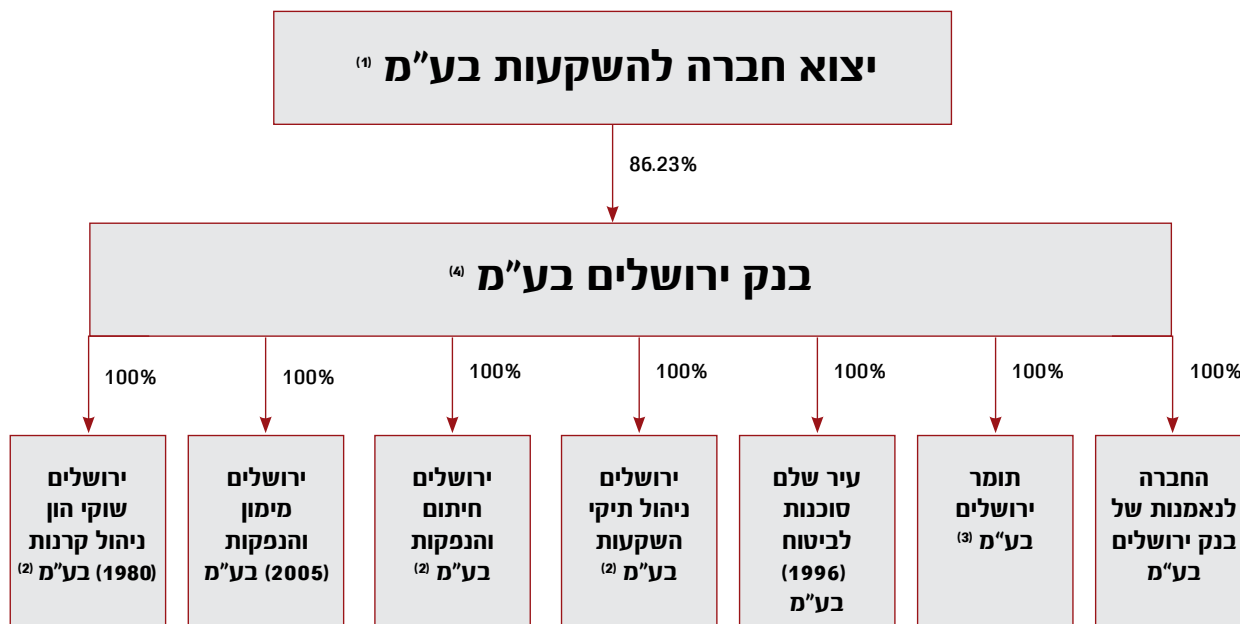 יצוא חברה להשקעות בע"מ (1)
86.23%
בנק ירושלים בע"מ (4)
100%
החברה
לנאמנות של
בנק ירושלים
בע"מ
100%
תומר
ירושלים
בע"מ (3)
100%
עיר שלם
סוכנות
לביטוח
(1996)
בע"מ
100%
ירושלים
ניהול תיקי
השקעות
בע"מ (2)
100%
ירושלים
חיתום
והנפקות
בע"מ (2)
100%
ירושלים
מימון
והנפקות
(2005) בע"מ
100%
ירושלים
שוקי הון
ניהול קרנות
(1980) בע"מ (2)